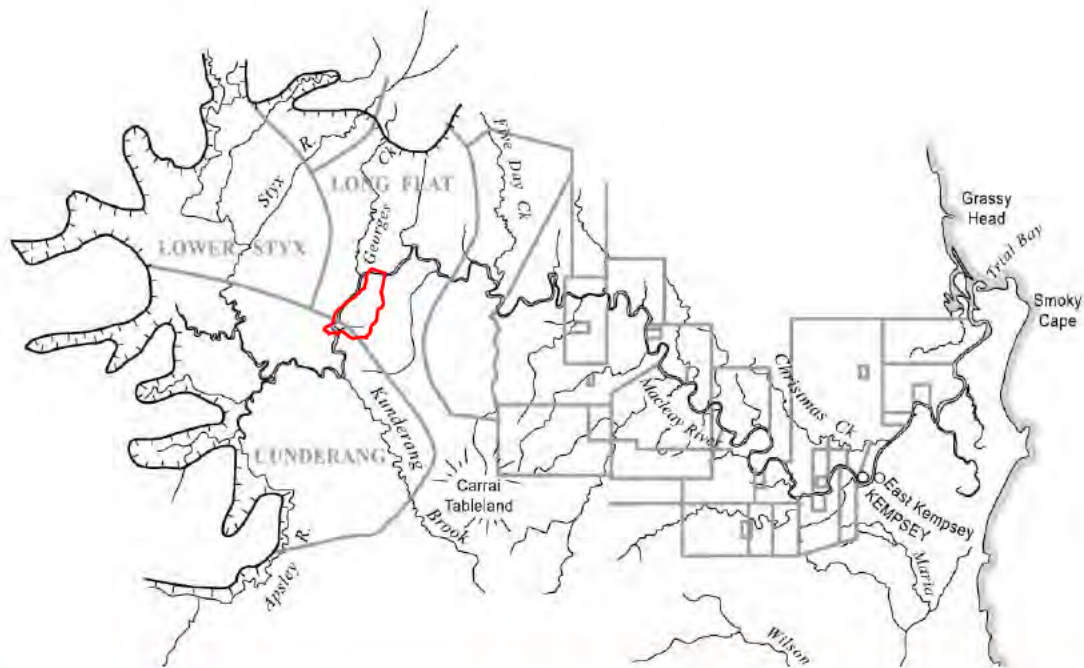 Styx R.
LOWER STYX
LONG FLAT
Georges Ck
Five Day Ck
Grassy
Head
Trial Bay
Smoky
Cape
Christmas Ck
Macleay River
Kunderang Brook
LUNDERANG
Carrai
Tableland
East Kempsey
KEMPSEY
Apsley R.
Maria
Wilson